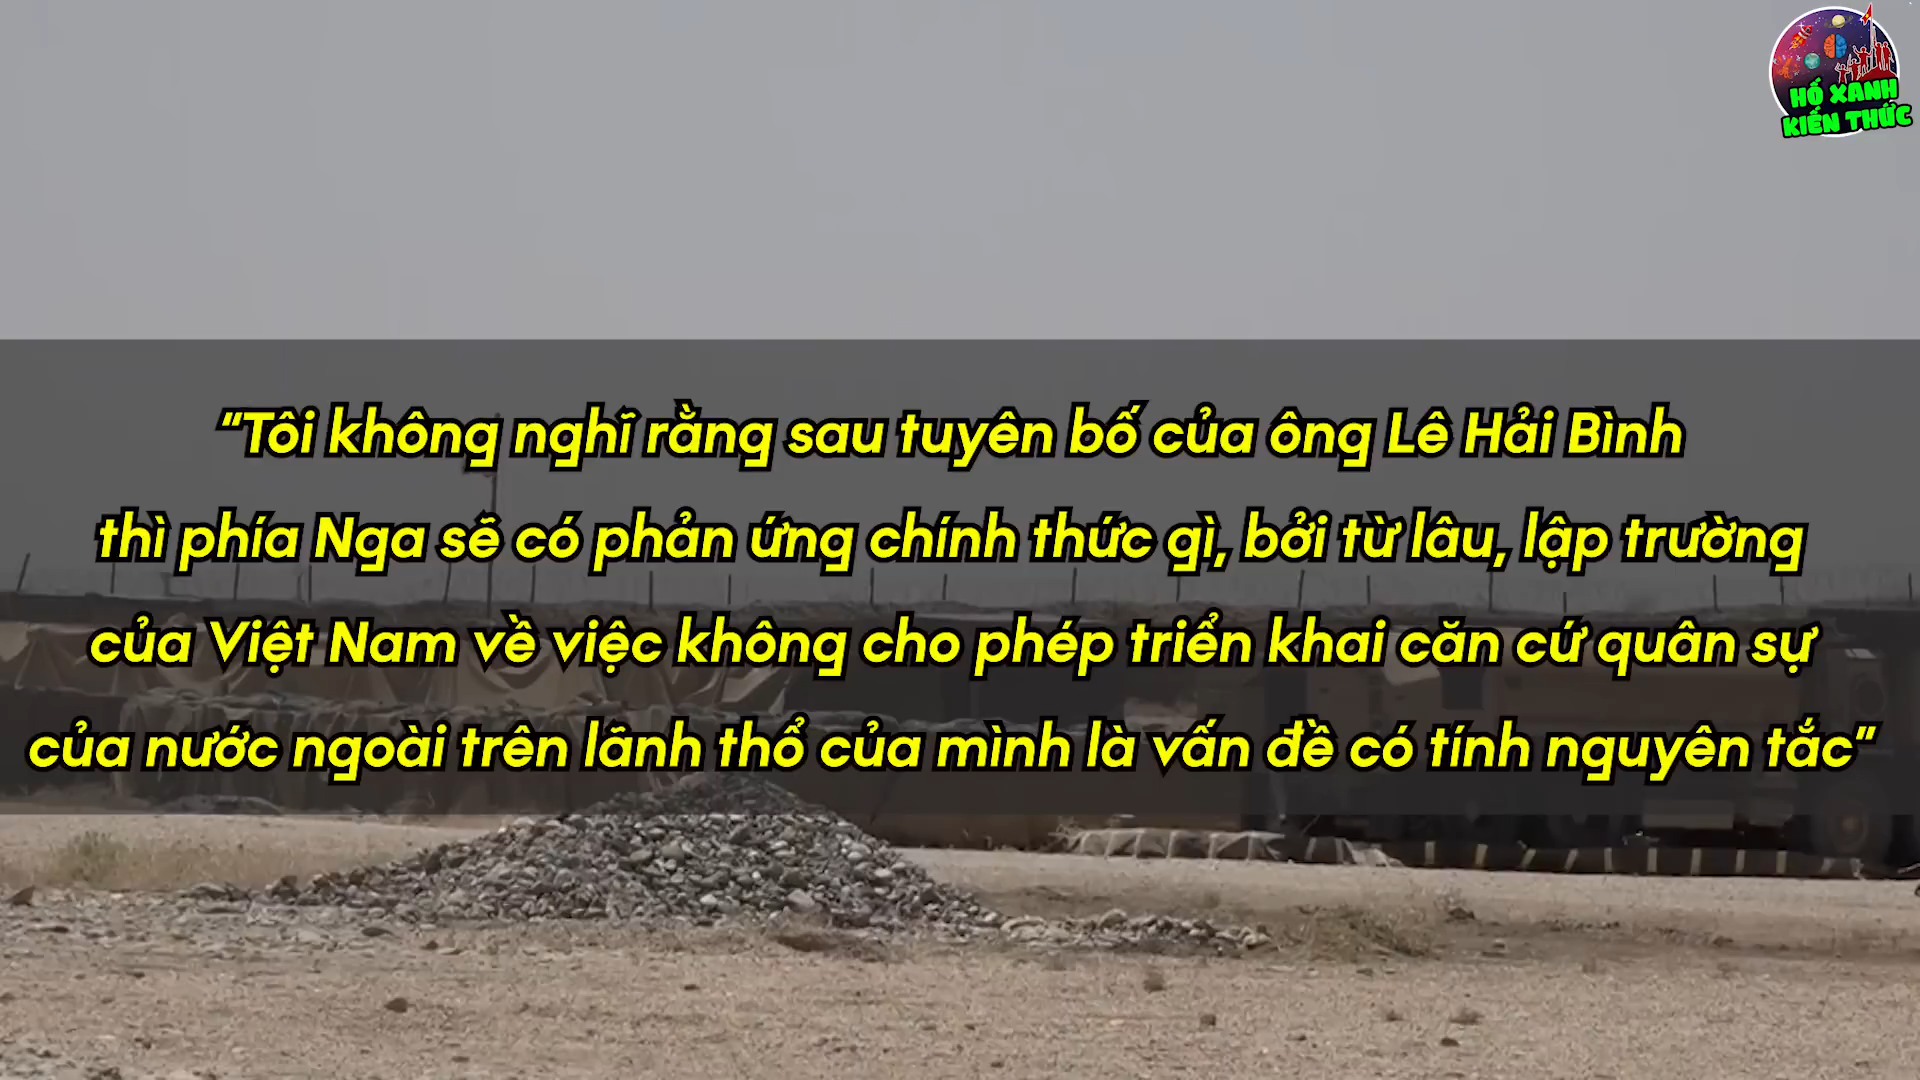 HỐ XANH
KIẾN THỨC
“Tôi không nghĩ rằng sau tuyên bố của ông Lê Hải Bình
thì phía Nga sẽ có phản ứng chính thức gì, bởi từ lâu, lập trường
của Việt Nam về việc không cho phép triển khai căn cứ quân sự
của nước ngoài trên lãnh thổ của mình là vấn đề có tính nguyên tắc”